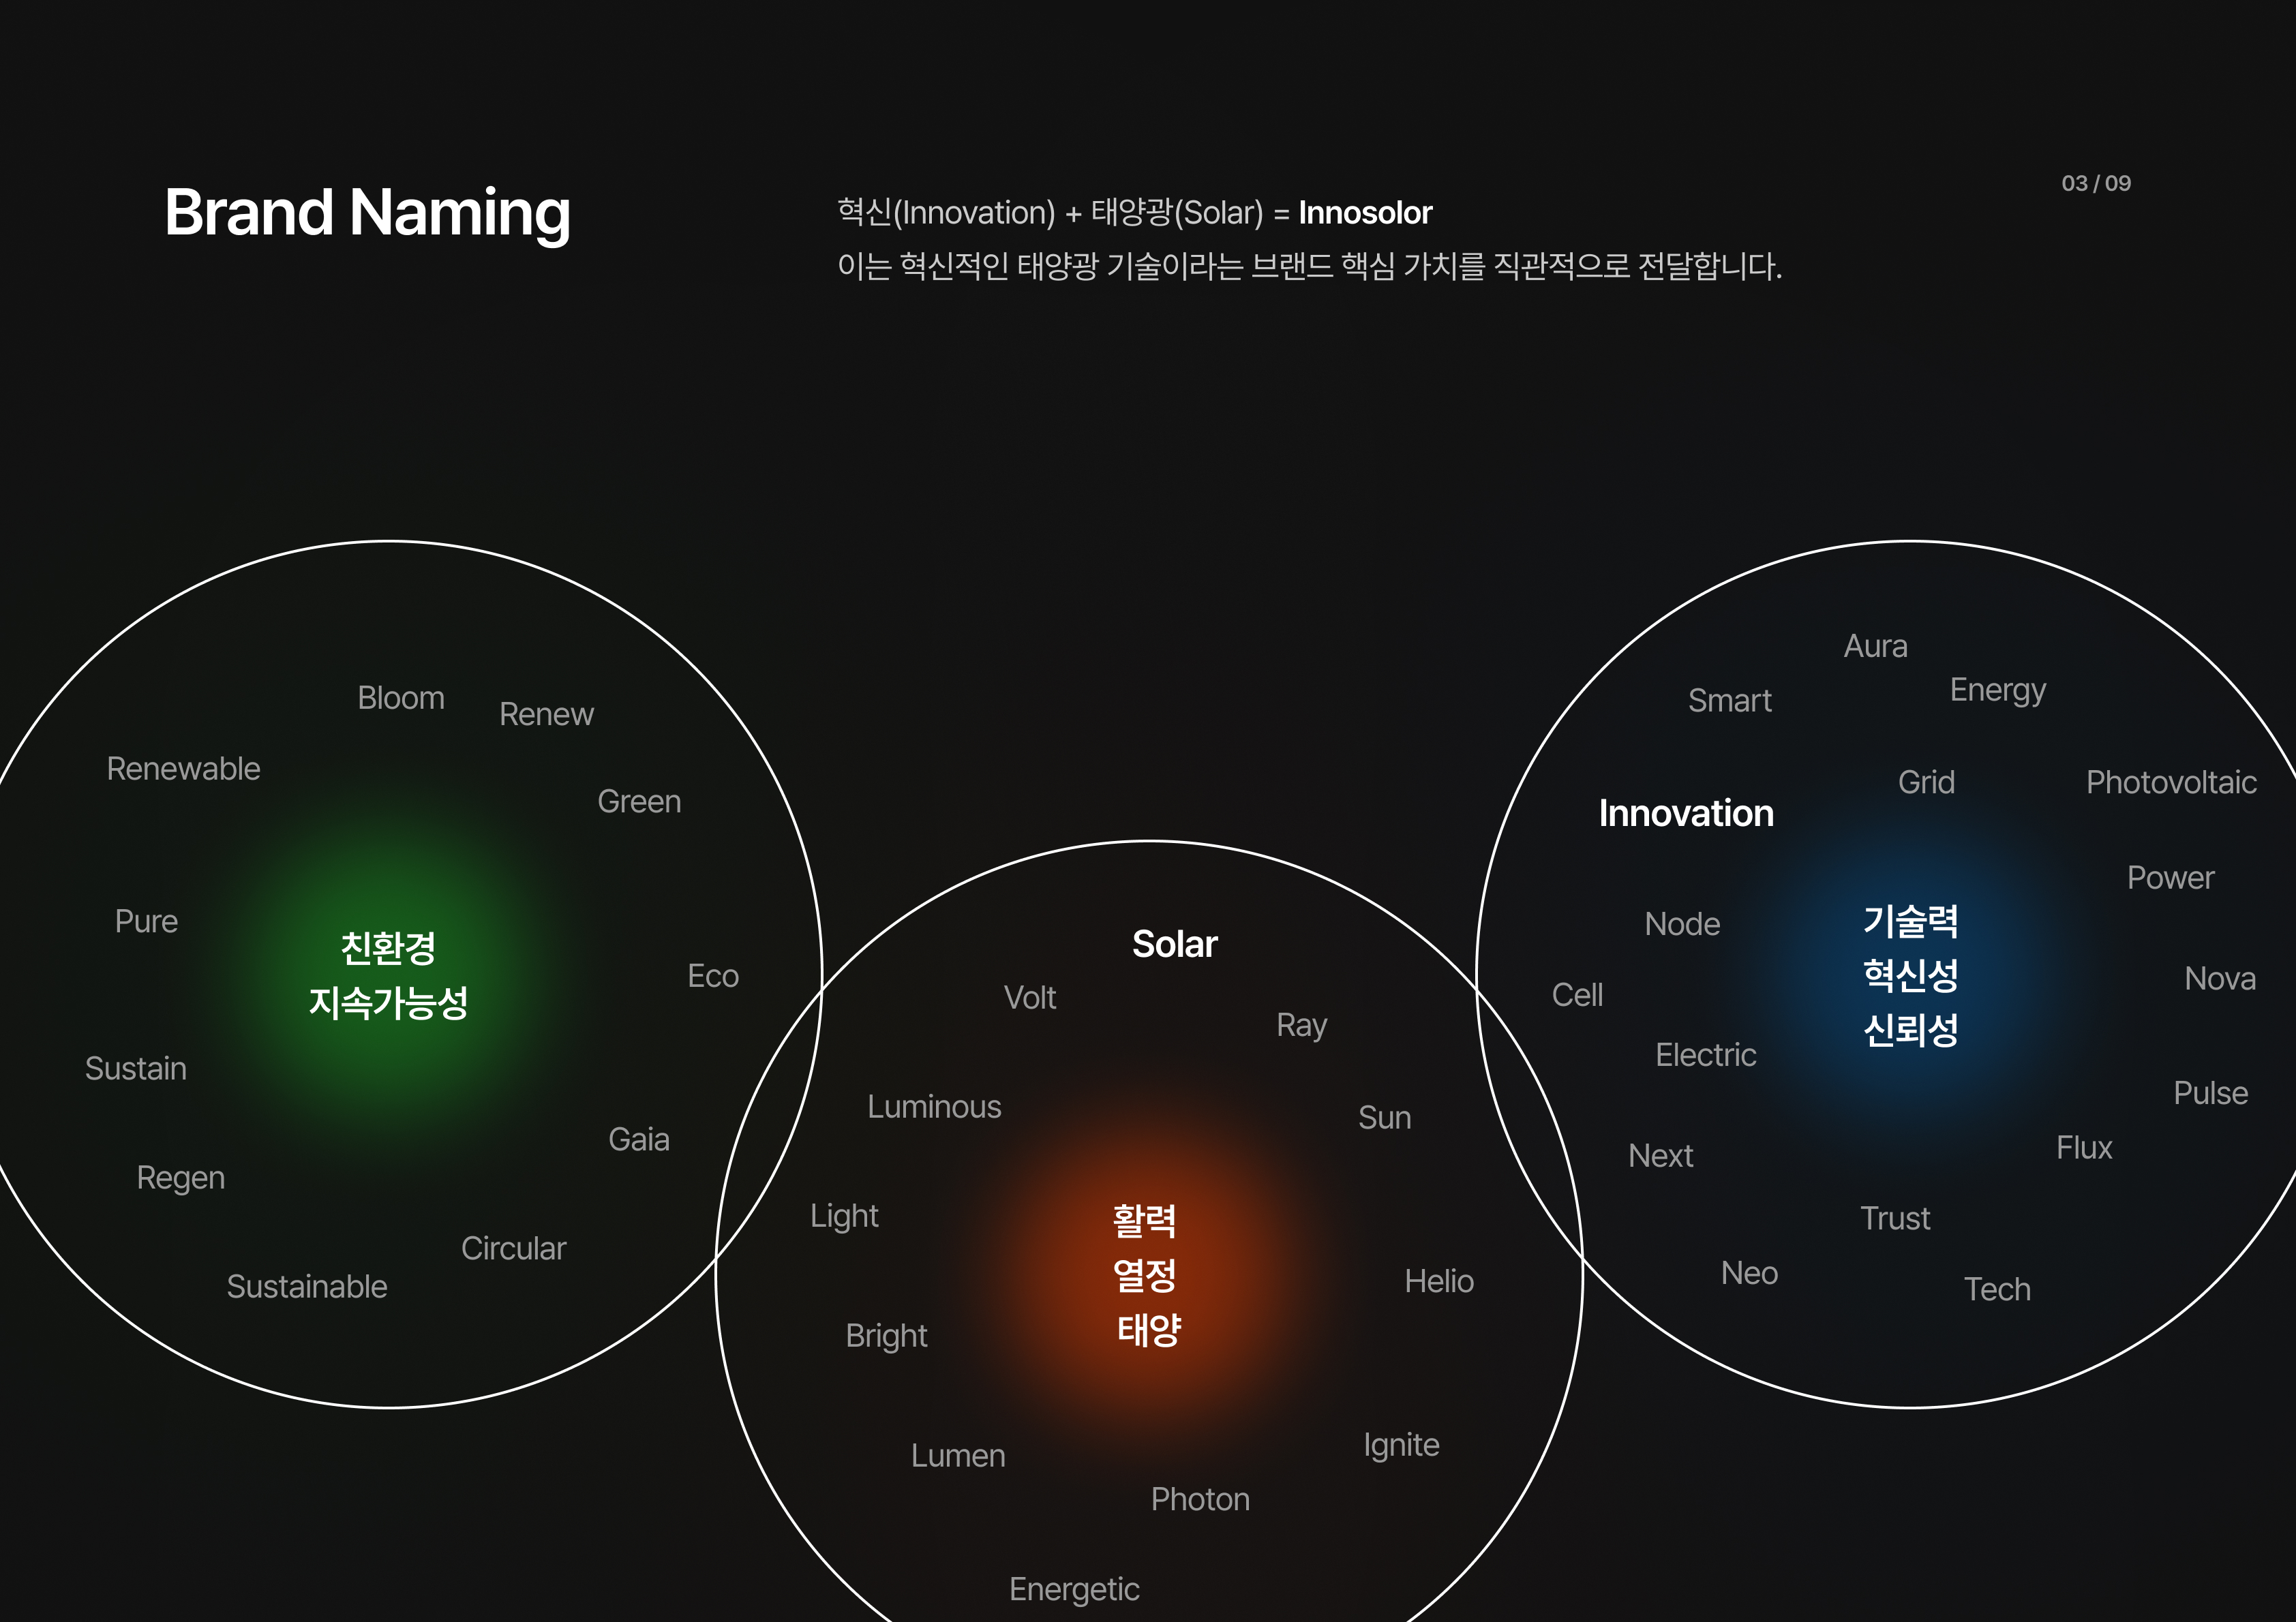 Brand Naming
혁신(Innovation) + 태양광(Solar) = Innosolor
이는 혁신적인 태양광 기술이라는 브랜드 핵심 가치를 직관적으로 전달합니다.
03 / 09
Bloom
Renew
Renewable
Green
Pure
친환경
지속가능성
Eco
Sustain
Gaia
Regen
Circular
Sustainable
Solar
Volt
Ray
Luminous
Sun
Light
활력
열정
태양
Helio
Bright
Ignite
Lumen
Photon
Energetic
Aura
Smart
Energy
Grid
Photovoltaic
Innovation
Power
Node
기술력
혁신성
신뢰성
Nova
Cell
Electric
Pulse
Next
Flux
Trust
Neo
Tech